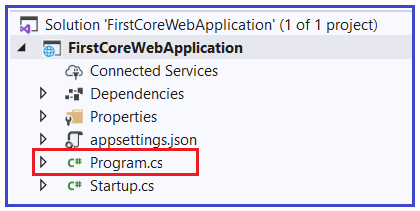 Solution 'FirstCoreWebApplication' (1 of 1 project)
FirstCoreWebApplication
Connected Services
Dependencies
Properties
appsettings.json
C# Program.cs
C# Startup.cs